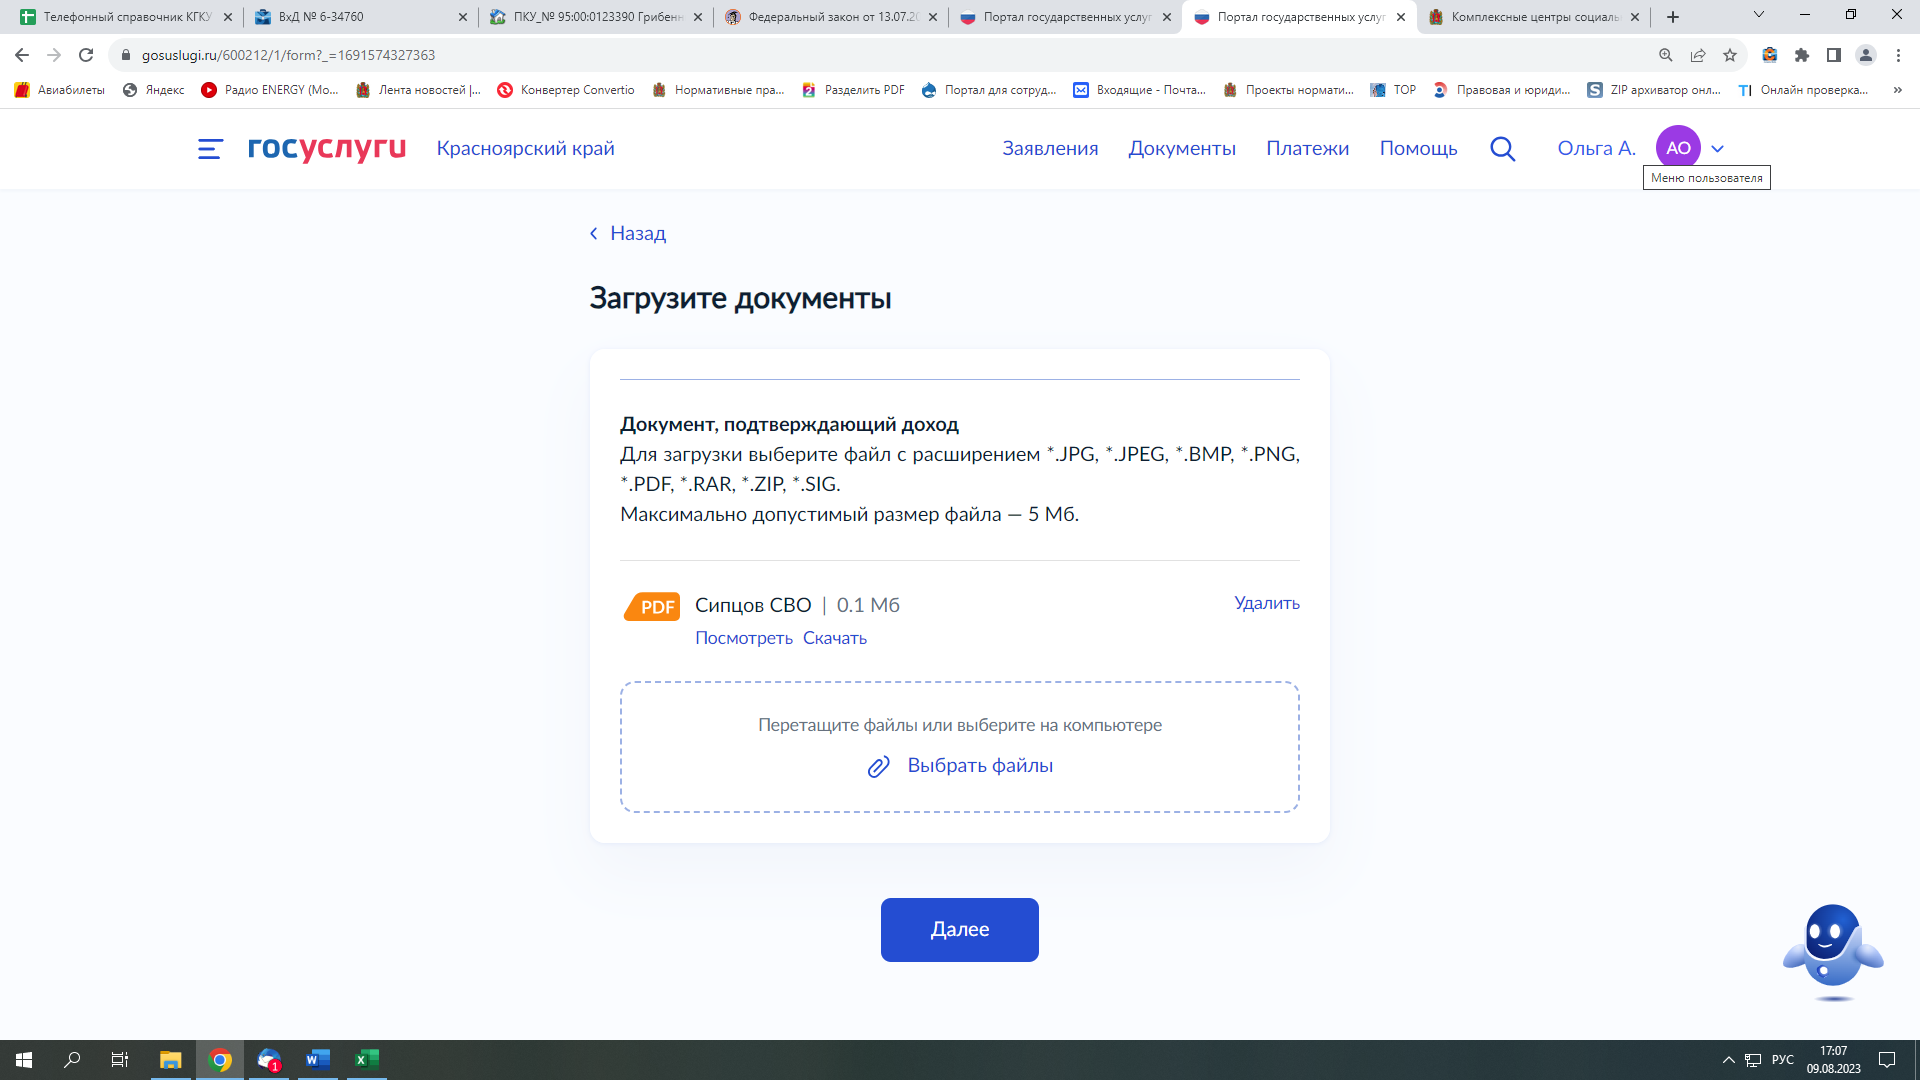 Телефонный справочник КГКУ
ВхД № 6-34760
ПКУ_№ 95:00:0123390 Грибенн
Федеральный закон от 13.07.20
Портал государственных услуг
Портал государственных услуг
Комплексные центры социаль
gosuslugi.ru/600212/1/form?_=1691574327363
Авиабилеты
Яндекс
Радио ENERGY (Мо...
Лента новостей |...
Конвертер Convertio
Нормативные пра...
Разделить PDF
Портал для сотруд...
Входящие - Почта...
Проекты нормати...
ТОР
Правовая и юриди...
ZIP архиватор онл...
Онлайн проверка...
»
госуслуги
Красноярский край
Заявления
Документы
Платежи
Помощь
Ольга А.
АО
Меню пользователя
Назад
Загрузите документы
Документ, подтверждающий доход
Для загрузки выберите файл с расширением *.JPG, *.JPEG, *.BMP, *.PNG,
*.PDF, *.RAR, *.ZIP, *.SIG.
Максимально допустимый размер файла — 5 Мб.
PDF
Сипцов СВО | 0.1 Мб
Удалить
Посмотреть Скачать
Перетащите файлы или выберите на компьютере
Выбрать файлы
Далее
1
РУС
17:07
09.08.2023